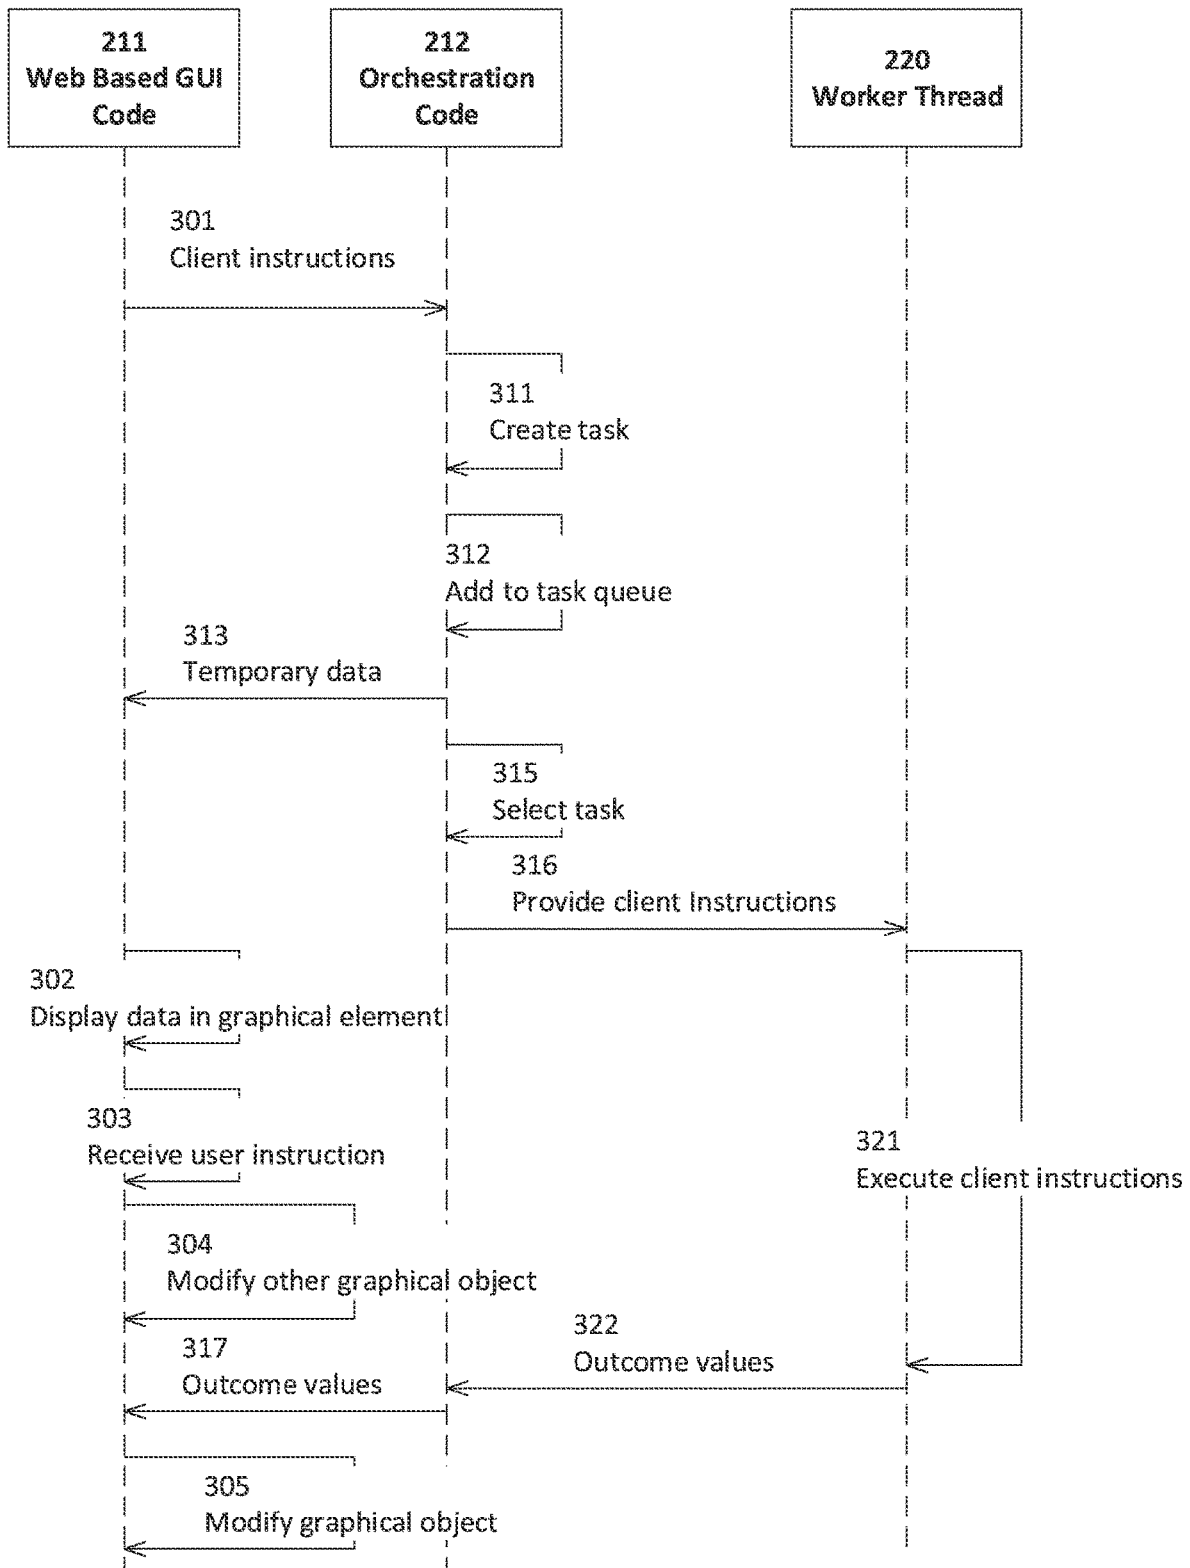 211
Web Based GUI
Code
212
Orchestration
Code
220
Worker Thread
301
Client instructions
311
Create task
312
Add to task queue
313
Temporary data
315
Select task
316
Provide client Instructions
302
Display data in graphical element
303
Receive user instruction
321
Execute client instructions
304
Modify other graphical object
322
Outcome values
317
Outcome values
305
Modify graphical object